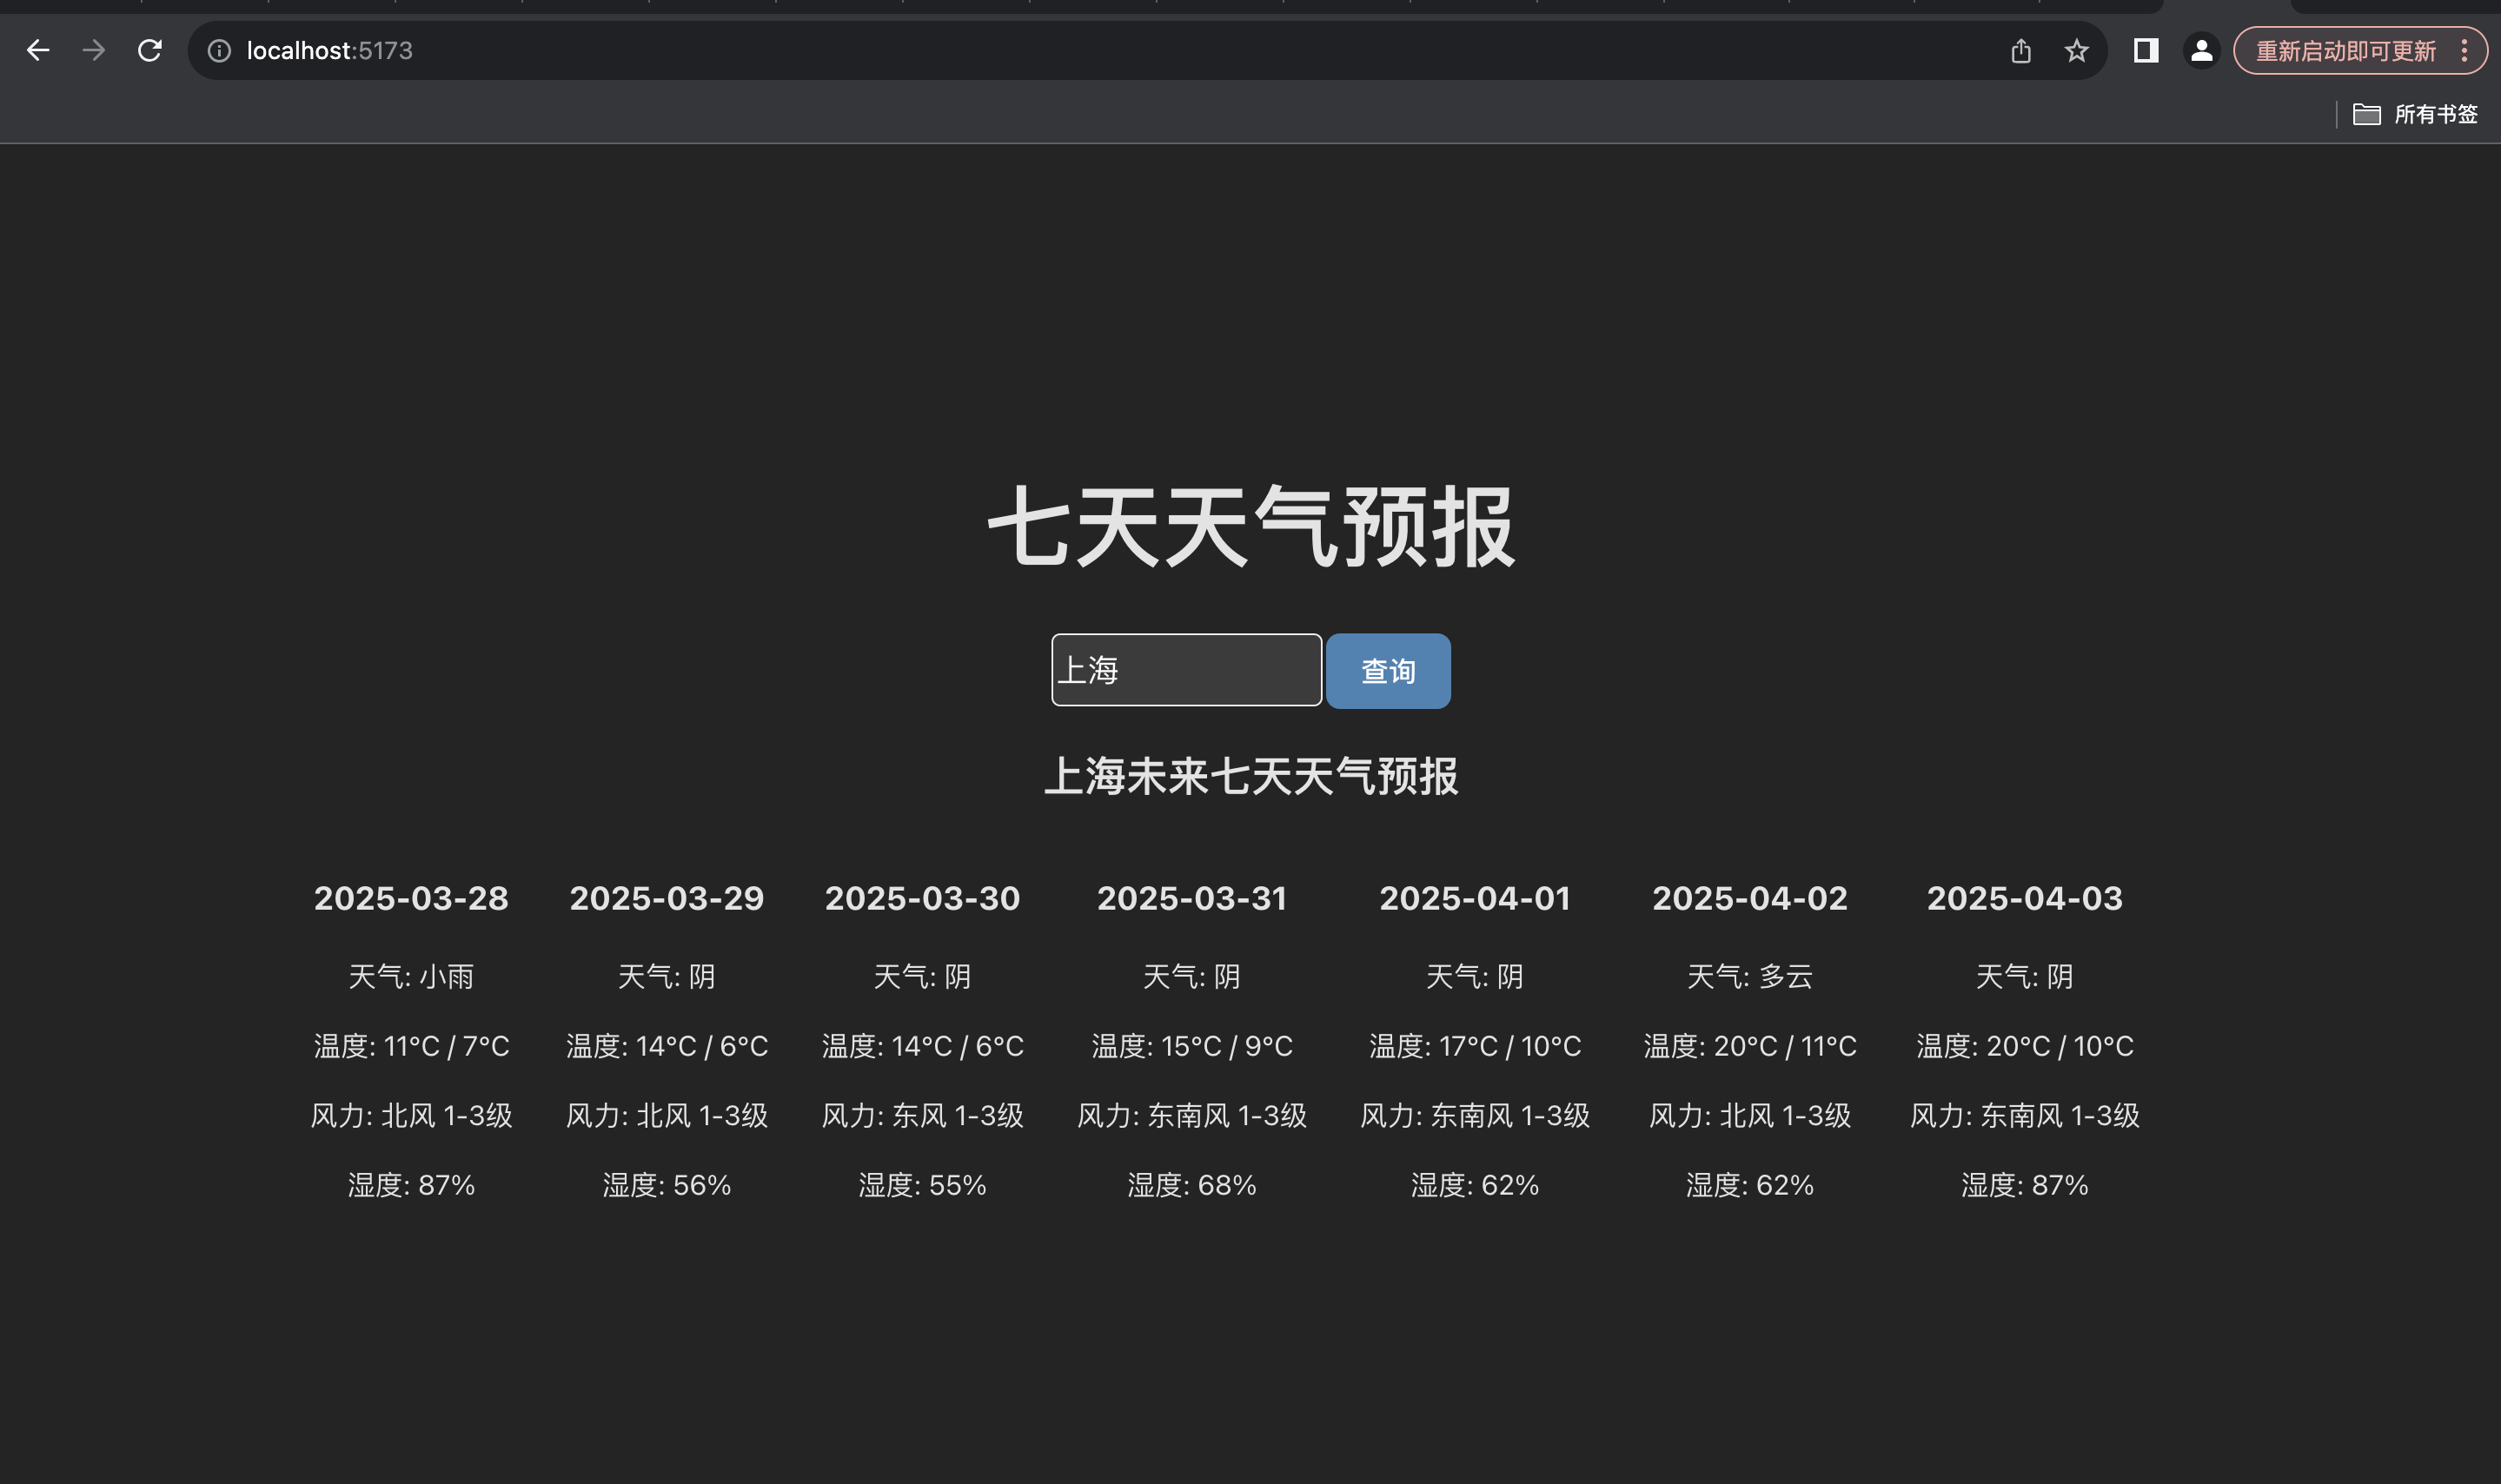 localhost:5173
重新启动即可更新
所有书签
七天天气预报
上海 查询
上海未来七天天气预报
2025-03-28 2025-03-29 2025-03-30 2025-03-31 2025-04-01 2025-04-02 2025-04-03
天气: 小雨 天气: 阴 天气: 阴 天气: 阴 天气: 阴 天气: 多云 天气: 阴
温度: 11°C / 7°C 温度: 14°C / 6°C 温度: 14°C / 6°C 温度: 15°C / 9°C 温度: 17°C / 10°C 温度: 20°C / 11°C 温度: 20°C / 10°C
风力: 北风 1-3级 风力: 北风 1-3级 风力: 东风 1-3级 风力: 东南风 1-3级 风力: 东南风 1-3级 风力: 北风 1-3级 风力: 东南风 1-3级
湿度: 87% 湿度: 56% 湿度: 55% 湿度: 68% 湿度: 62% 湿度: 62% 湿度: 87%